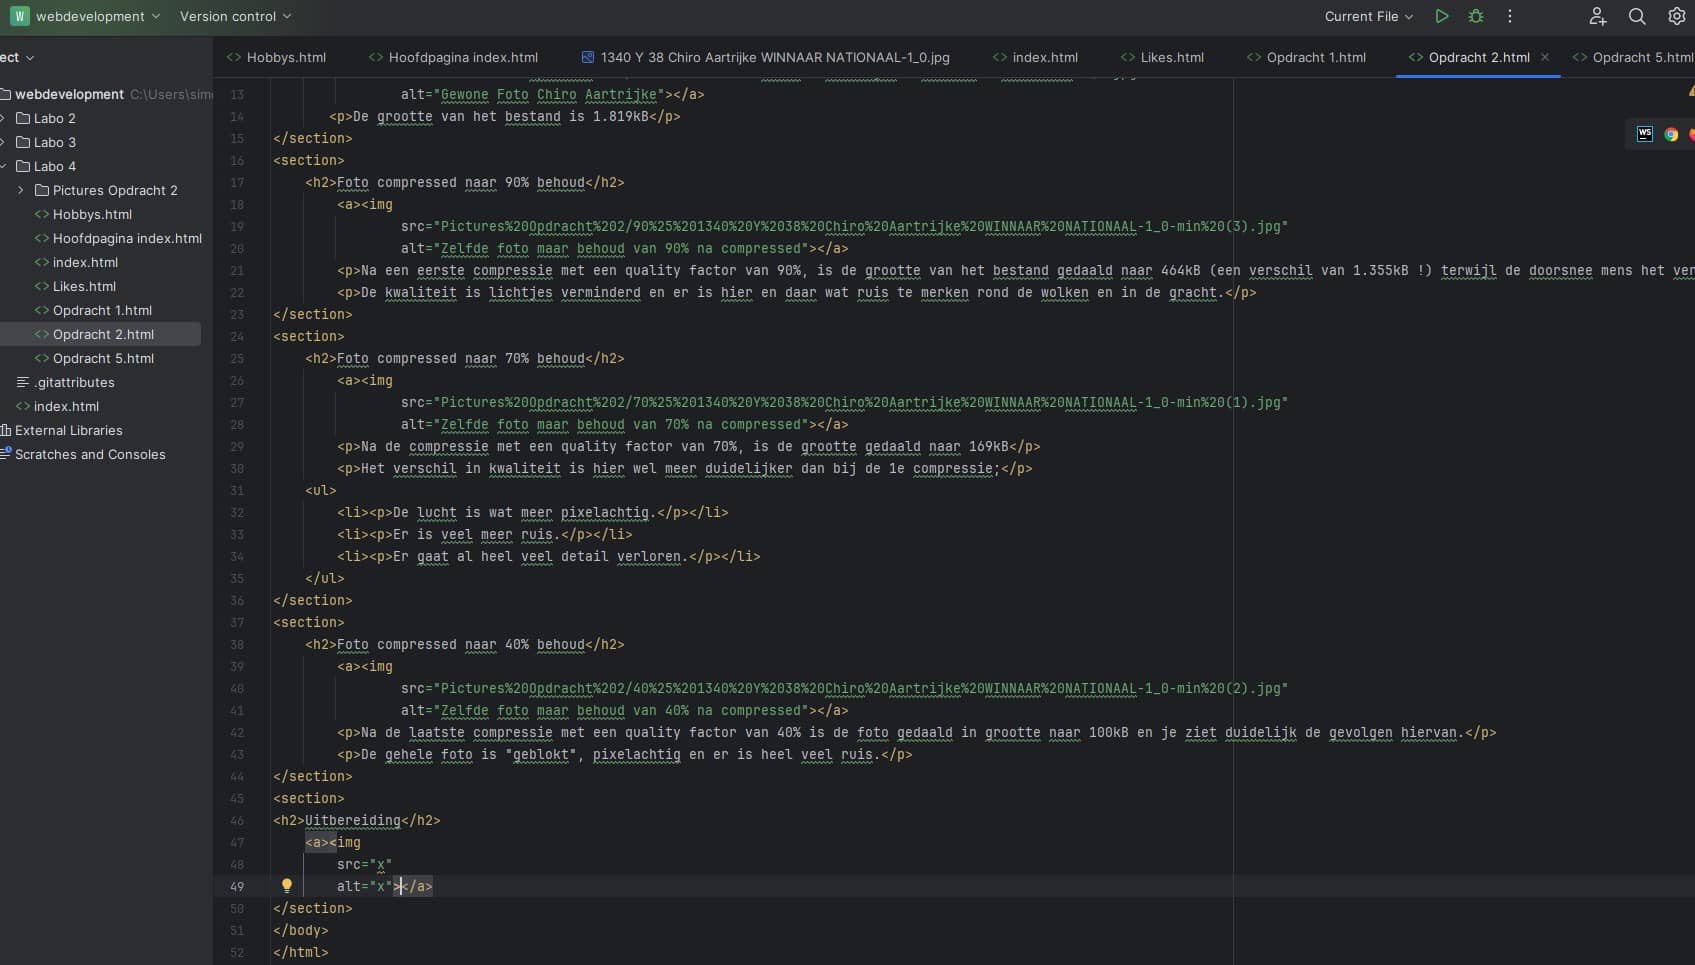 W webdevelopment Version control Current File
ect Hobbys.html Hoofdpagina index.html 1340 Y 38 Chiro Aartrijke WINNAAR NATIONAAL-1_0.jpg index.html Likes.html Opdracht 1.html Opdracht 2.html Opdracht 5.html
webdevelopment C:\Users\sim
Labo 2
Labo 3
Labo 4
Pictures Opdracht 2
Hobbys.html
Hoofdpagina index.html
index.html
Likes.html
Opdracht 1.html
Opdracht 2.html
Opdracht 5.html
.gitattributes
index.html
External Libraries
Scratches and Consoles
WS
13 alt="Gewone Foto Chiro Aartrijke"></a>
14 <p>De grootte van het bestand is 1.819kB</p>
15 </section>
16 <section>
17 <h2>Foto compressed naar 90% behoud</h2>
18 <a><img
19 src="Pictures%20Opdracht%202/90%25%201340%20Y%2038%20Chiro%20Aartrijke%20WINNAAR%20NATIONAAL-1_0-min%20(3).jpg"
20 alt="Zelfde foto maar behoud van 90% na compressed"></a>
21 <p>Na een eerste compressie met een quality factor van 90%, is de grootte van het bestand gedaald naar 464kB (een verschil van 1.355kB !) terwijl de doorsnee mens het ver
22 <p>De kwaliteit is lichtjes verminderd en er is hier en daar wat ruis te merken rond de wolken en in de gracht.</p>
23 </section>
24 <section>
25 <h2>Foto compressed naar 70% behoud</h2>
26 <a><img
27 src="Pictures%20Opdracht%202/70%25%201340%20Y%2038%20Chiro%20Aartrijke%20WINNAAR%20NATIONAAL-1_0-min%20(1).jpg"
28 alt="Zelfde foto maar behoud van 70% na compressed"></a>
29 <p>Na de compressie met een quality factor van 70%, is de grootte gedaald naar 169kB</p>
30 <p>Het verschil in kwaliteit is hier wel meer duidelijker dan bij de 1e compressie;</p>
31 <ul>
32 <li><p>De lucht is wat meer pixelachtig.</p></li>
33 <li><p>Er is veel meer ruis.</p></li>
34 <li><p>Er gaat al heel veel detail verloren.</p></li>
35 </ul>
36 </section>
37 <section>
38 <h2>Foto compressed naar 40% behoud</h2>
39 <a><img
40 src="Pictures%20Opdracht%202/40%25%201340%20Y%2038%20Chiro%20Aartrijke%20WINNAAR%20NATIONAAL-1_0-min%20(2).jpg"
41 alt="Zelfde foto maar behoud van 40% na compressed"></a>
42 <p>Na de laatste compressie met een quality factor van 40% is de foto gedaald in grootte naar 100kB en je ziet duidelijk de gevolgen hiervan.</p>
43 <p>De gehele foto is "geblokt", pixelachtig en er is heel veel ruis.</p>
44 </section>
45 <section>
46 <h2>Uitbereiding</h2>
47 <a><img
48 src="x"
49 alt="x"></a>
50 </section>
51 </body>
52 </html>